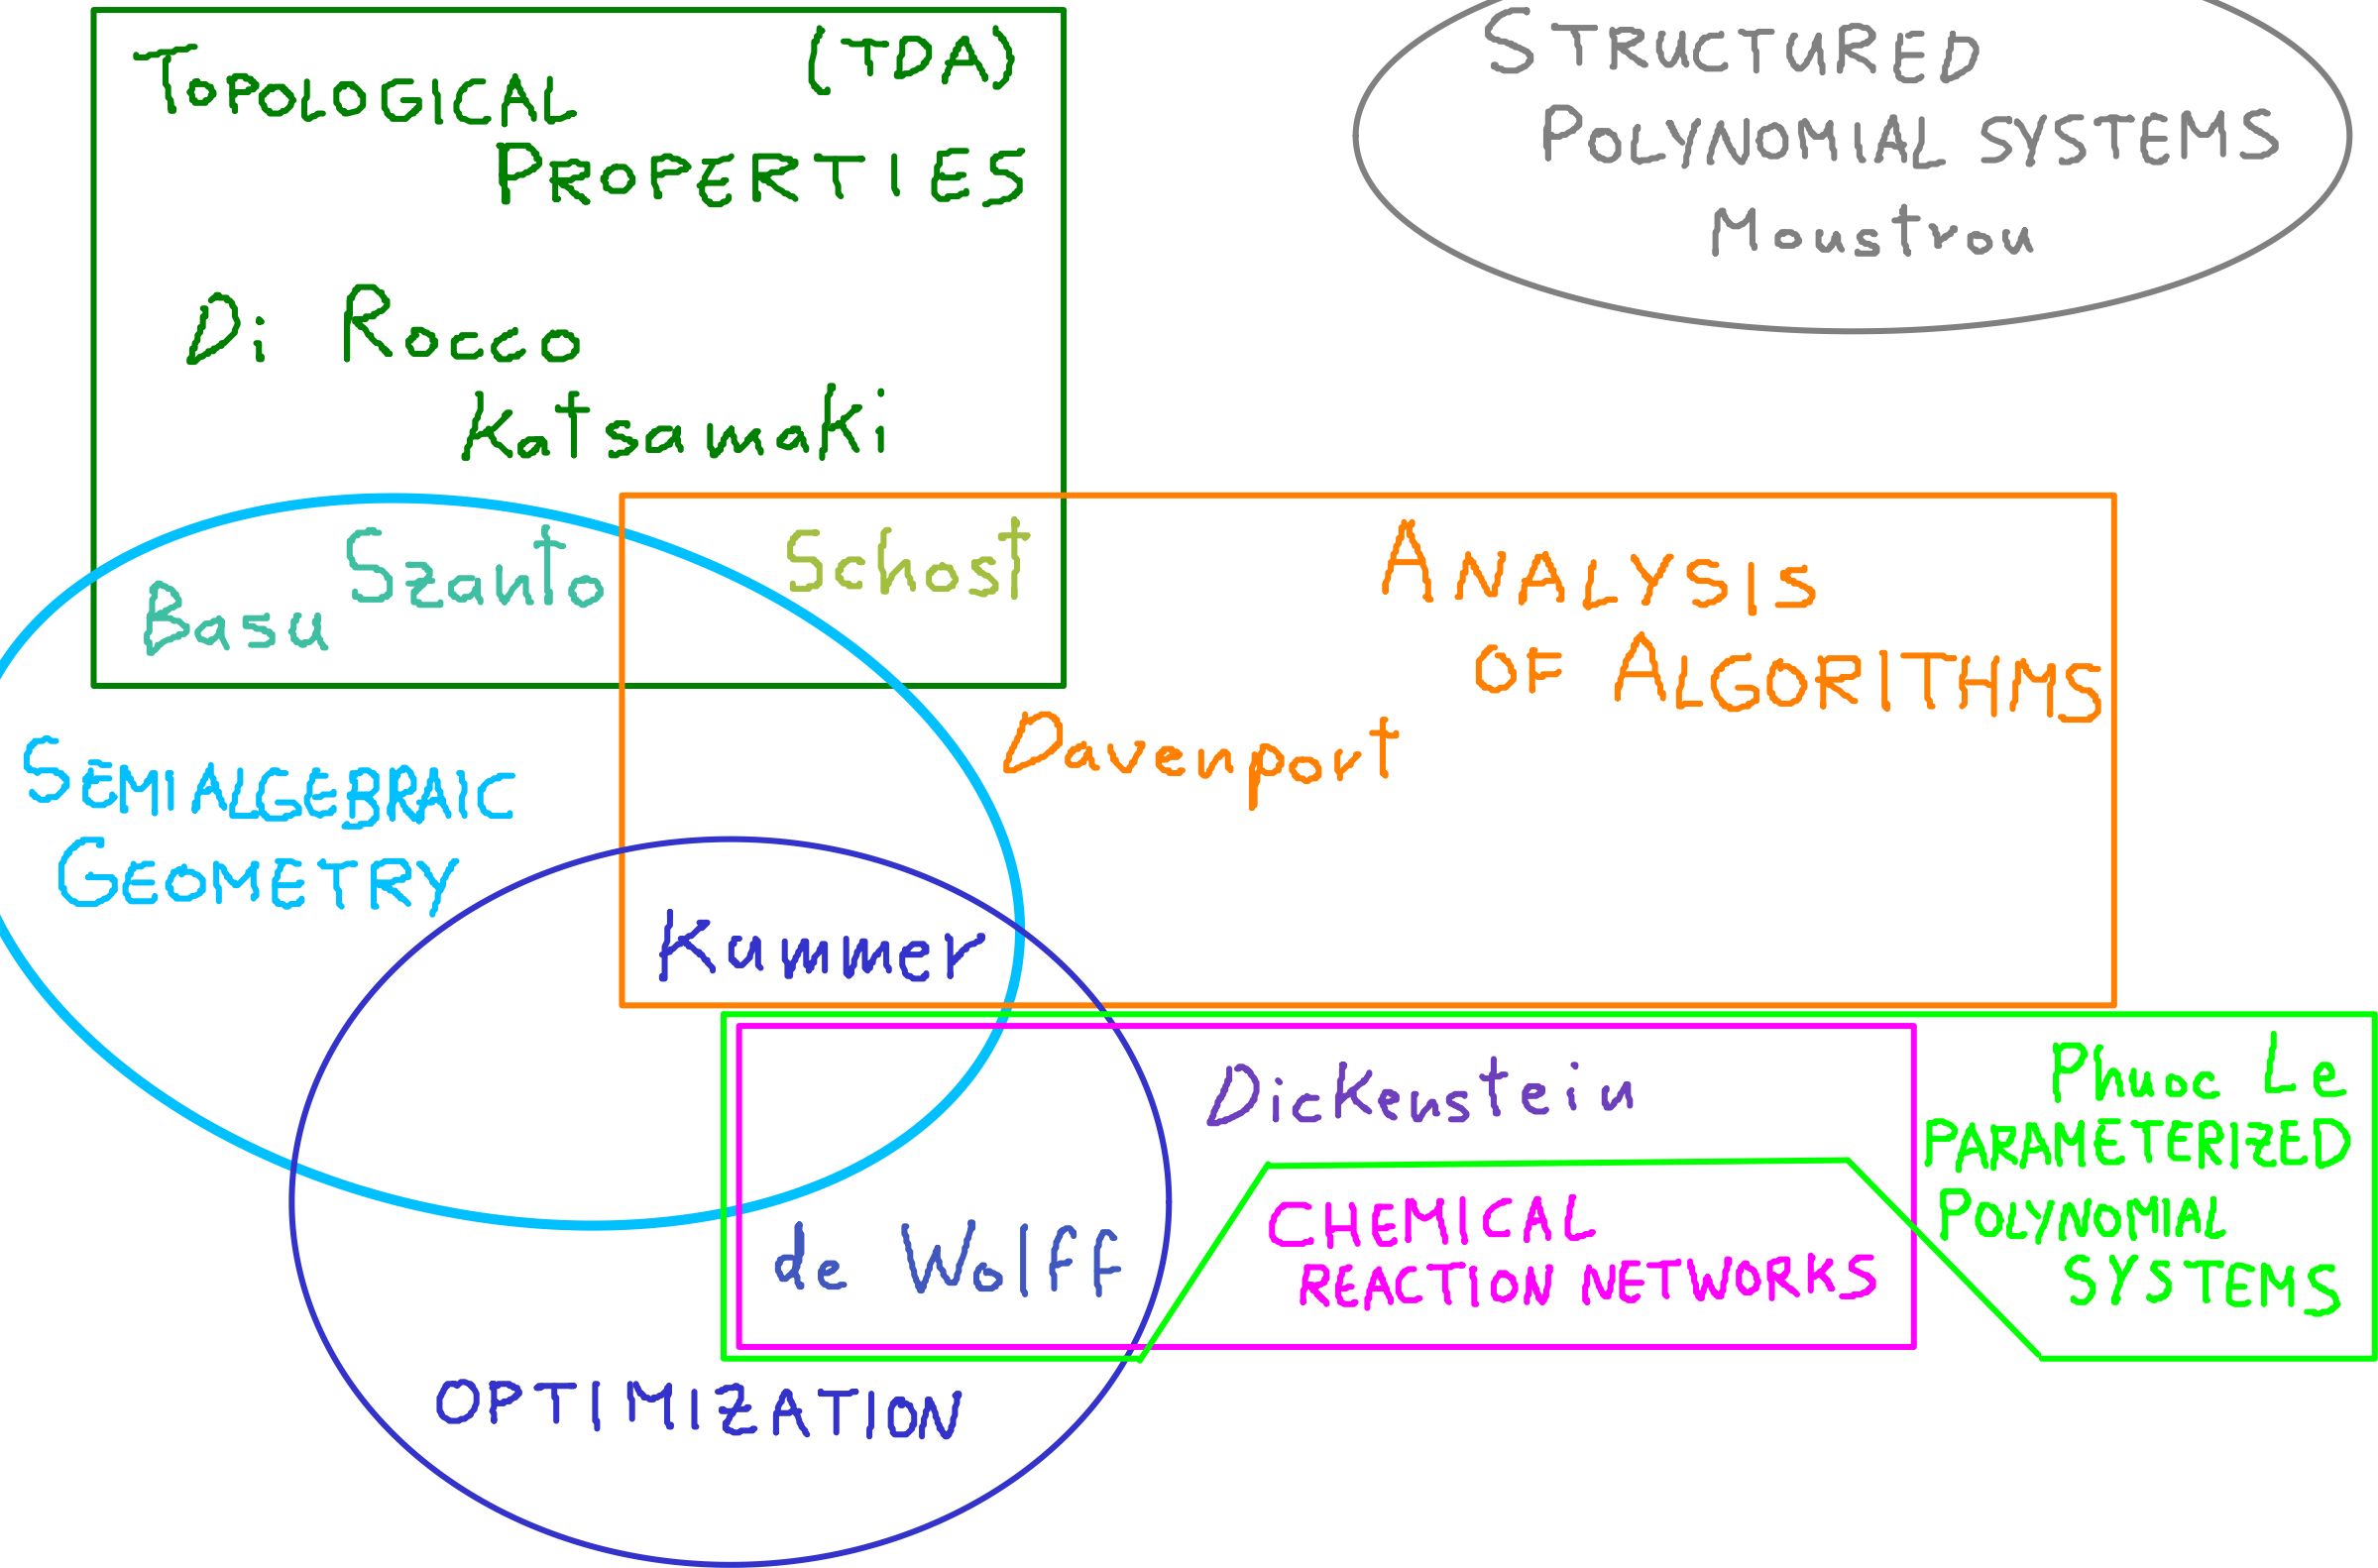 TOPOLOGICAL (TDA)
PROPERTIES
Di Rocco
Katsamaki
Smith
Basu
Schost
ANALYSIS
OF ALGORITHMS
Davenport
SEMIALGEBRAIC
GEOMETRY
Kummer
Dickenstein
de Wolff
CHEMICAL
REACTION NETWORKS
OPTIMIZATION
Phuoc Le
PARAMETERIZED
POLYNOMIAL
SYSTEMS
STRUCTURED
POLYNOMIAL SYSTEMS
Moustrou